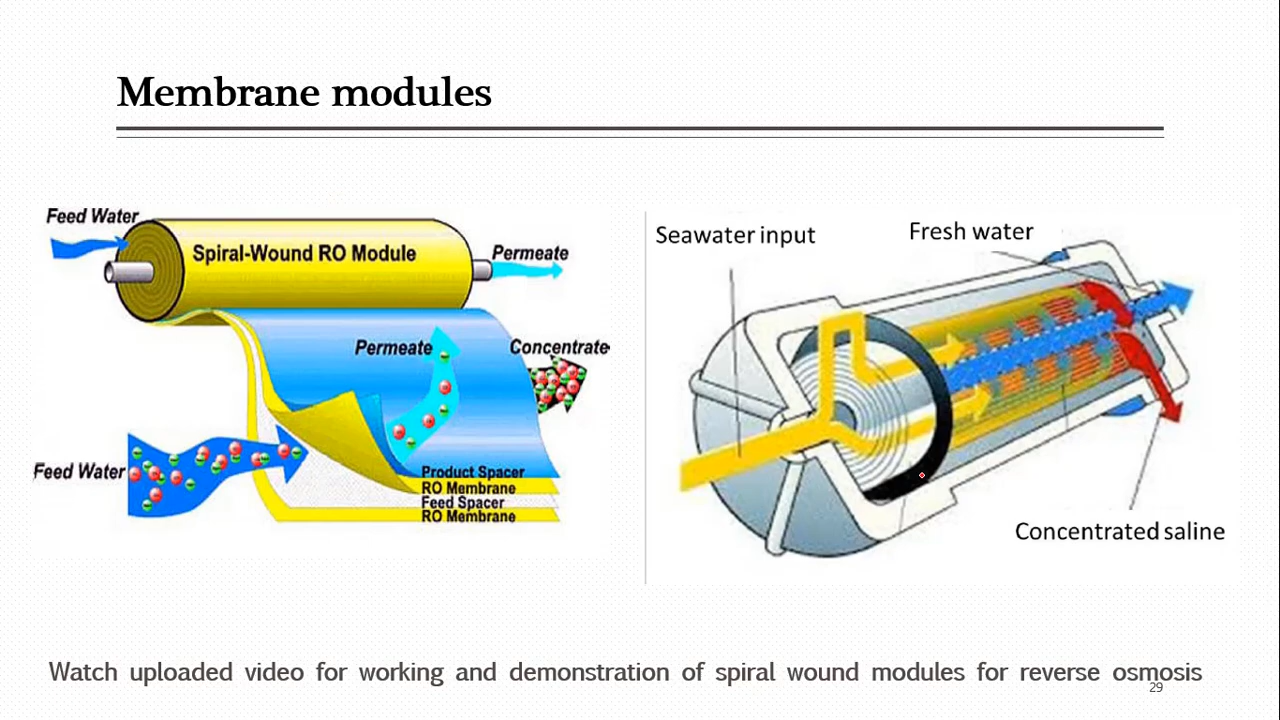 Membrane modules
Feed Water
Spiral-Wound RO Module
Permeate
Permeate
Concentrate
Feed Water
Product Spacer
RO Membrane
Feed Spacer
RO Membrane
Seawater input
Fresh water
Concentrated saline
Watch uploaded video for working and demonstration of spiral wound modules for reverse osmosis
29